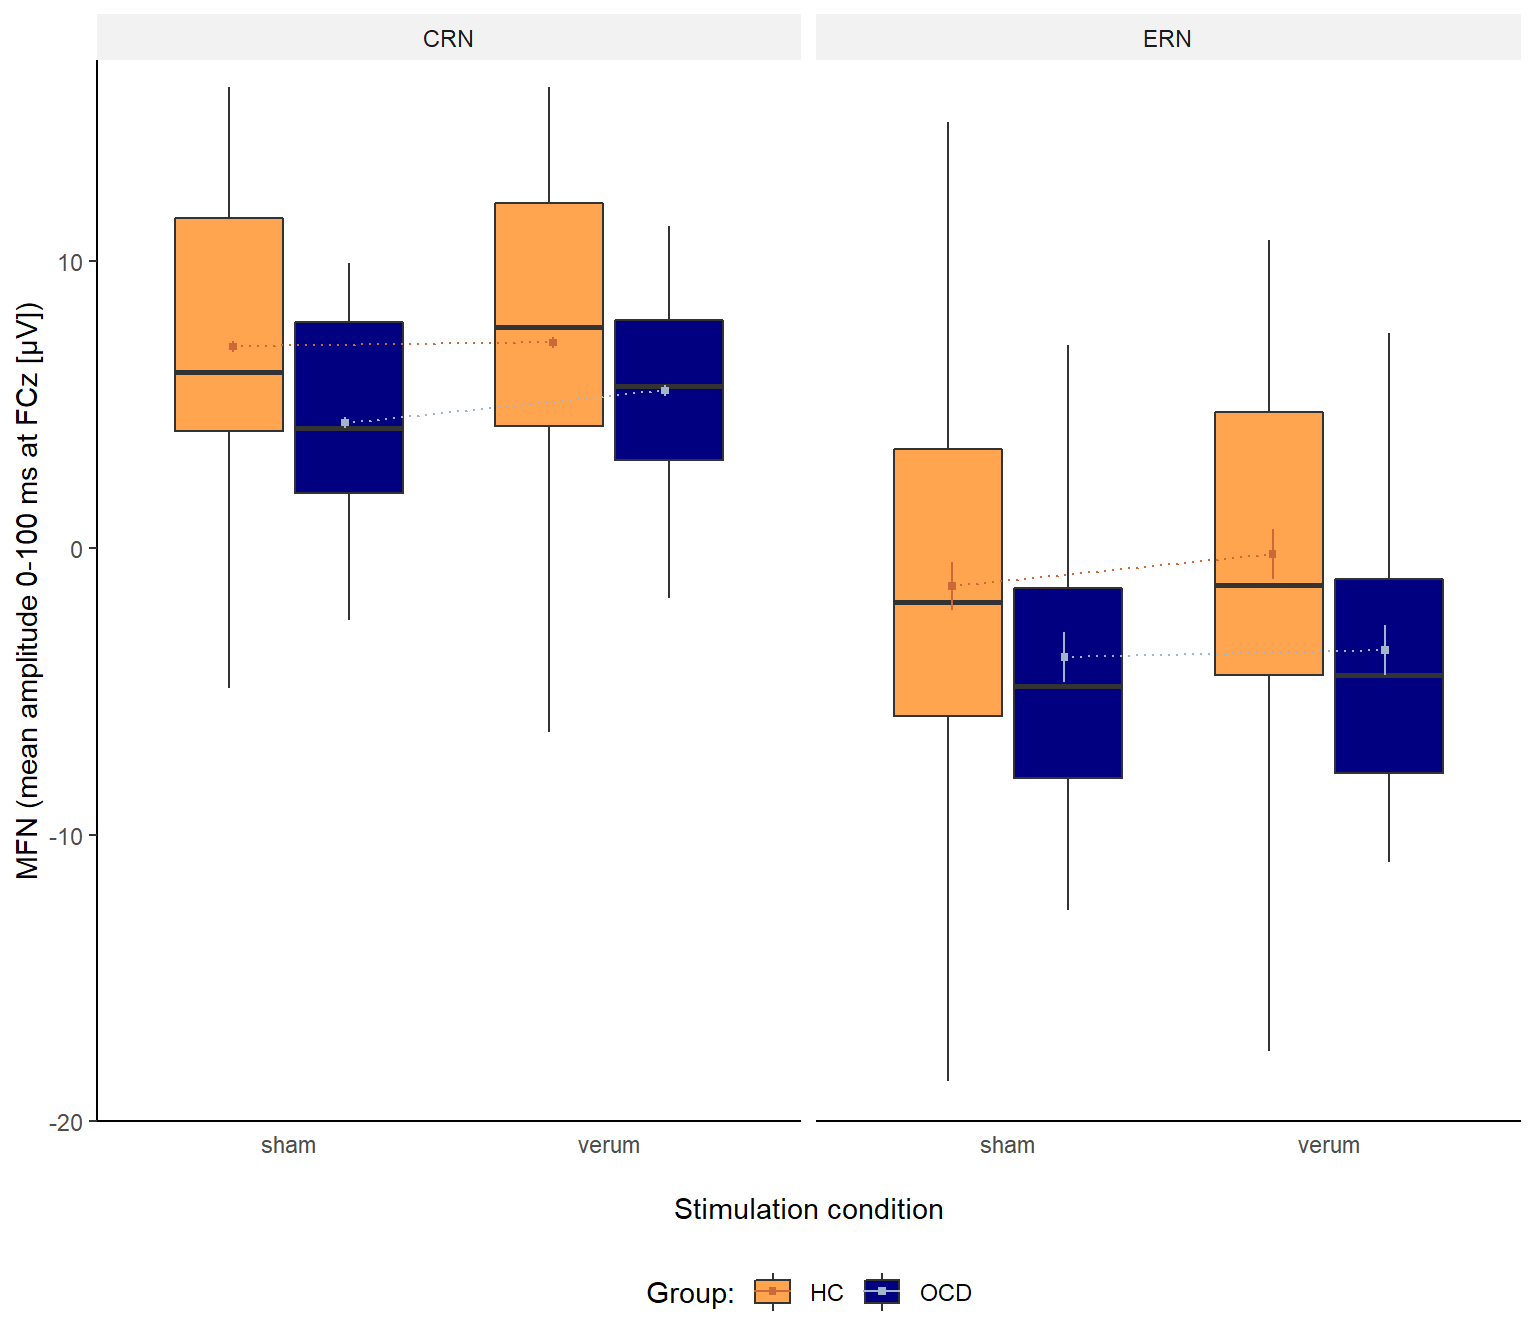 CRN
ERN
MFN (mean amplitude 0-100 ms at FCz [µV])
10
0
-10
-20
sham
verum
sham
verum
Stimulation condition
Group: HC OCD